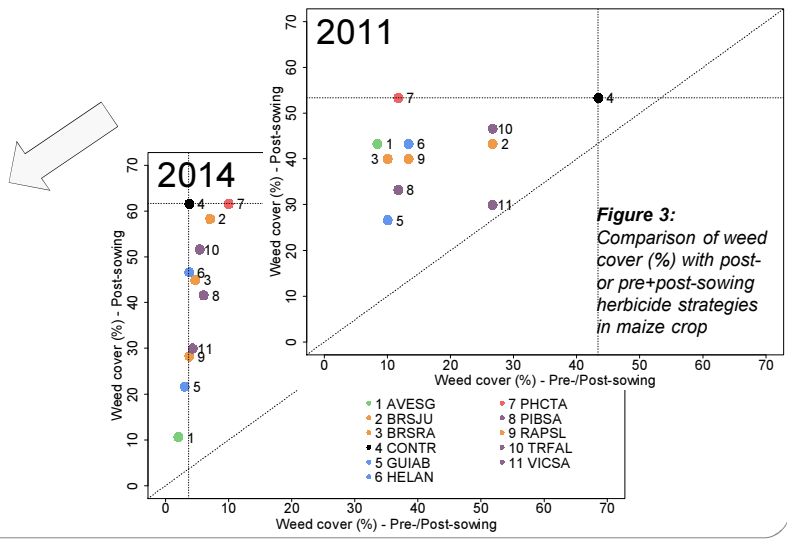 2011
70
60
50
40
30
20
10
0
Weed cover (%) - Post-sowing
7
4
1
6
10
2
3
9
8
11
5
0
10
20
30
40
50
60
70
Weed cover (%) - Pre-/Post-sowing
Figure 3:
Comparison of weed
cover (%) with post-
or pre+post-sowing
herbicide strategies
in maize crop
2014
70
60
50
40
30
20
10
0
Weed cover (%) - Post-sowing
4
7
2
10
6
3
8
11
9
5
1
0
10
20
30
40
50
60
70
Weed cover (%) - Pre-/Post-sowing
1 AVESG
2 BRSJU
3 BRSRA
4 CONTR
5 GUIAB
6 HELAN
7 PHCTA
8 PIBSA
9 RAPSL
10 TRFAL
11 VICSA